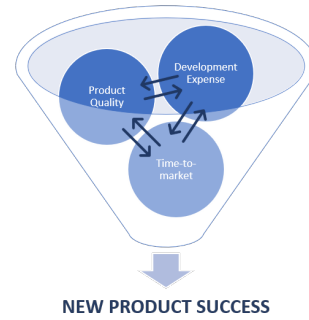 Development
Expense
Product
Quality
Time-to-
market
NEW PRODUCT SUCCESS